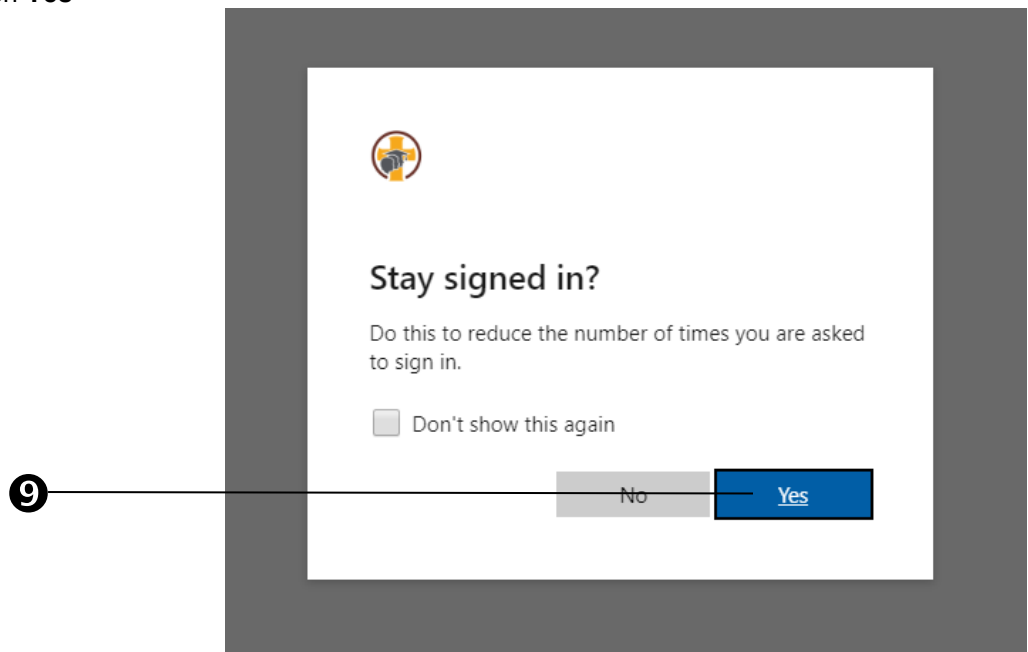 Yes
Stay signed in?
Do this to reduce the number of times you are asked
to sign in.
Don't show this again
9
No
Yes